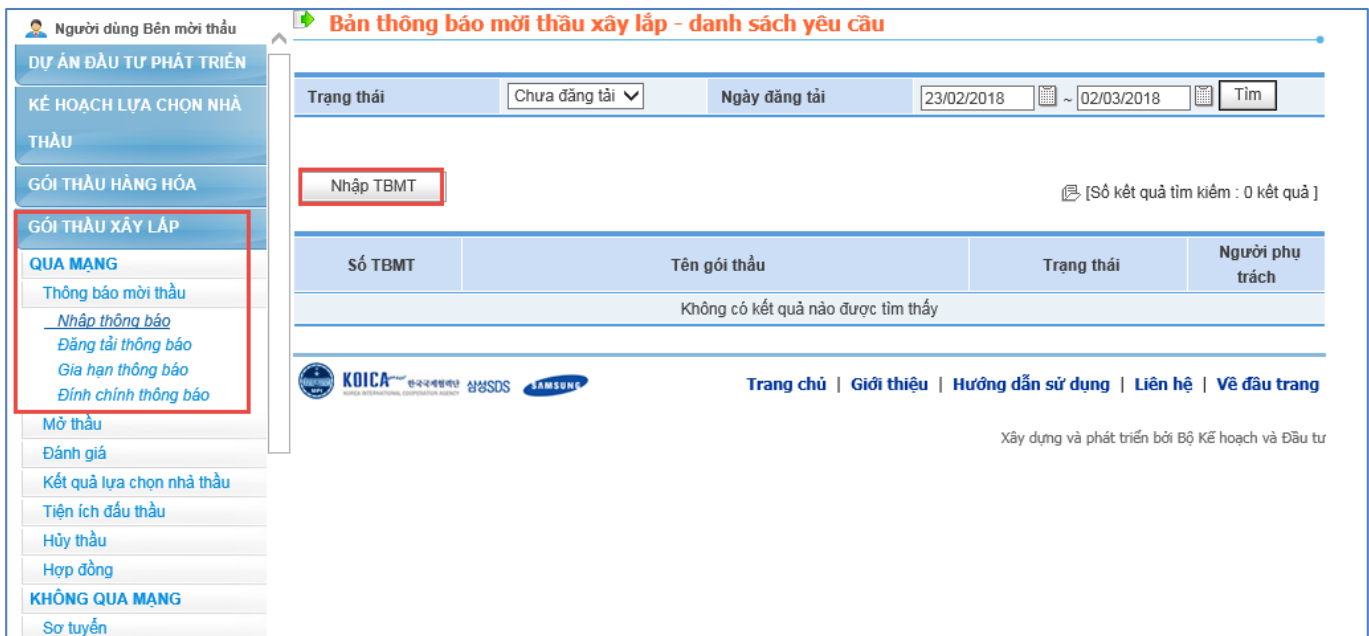 Người dùng Bên mời thầu
DỰ ÁN ĐẦU TƯ PHÁT TRIỂN
KẾ HOẠCH LỰA CHỌN NHÀ
THẦU
GÓI THẦU HÀNG HÓA
GÓI THẦU XÂY LẮP
QUA MẠNG
Thông báo mời thầu
Nhập thông báo
Đăng tải thông báo
Gia hạn thông báo
Đính chính thông báo
Mở thầu
Đánh giá
Kết quả lựa chọn nhà thầu
Tiện ích đấu thầu
Hủy thầu
Hợp đồng
KHÔNG QUA MẠNG
Sơ tuyển
Bản thông báo mời thầu xây lắp - danh sách yêu cầu
Trạng thái Chưa đăng tải Ngày đăng tải 23/02/2018 ~ 02/03/2018 Tìm
Nhập TBMT
[Số kết quả tìm kiếm : 0 kết quả ]
Số TBMT Tên gói thầu Trạng thái Người phụ
trách
Không có kết quả nào được tìm thấy
KOICA 삼성SDS SAMSUNG
Trang chủ | Giới thiệu | Hướng dẫn sử dụng | Liên hệ | Về đầu trang
Xây dựng và phát triển bởi Bộ Kế hoạch và Đầu tư